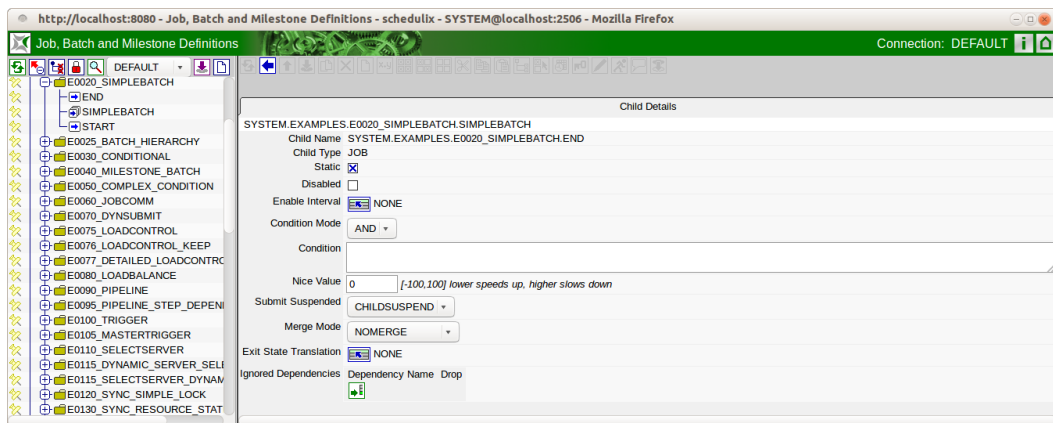 http://localhost:8080 - Job, Batch and Milestone Definitions - schedulix - SYSTEM@localhost:2506 - Mozilla Firefox
Job, Batch and Milestone Definitions
Connection: DEFAULT
DEFAULT
E0020_SIMPLEBATCH
END
SIMPLEBATCH
START
E0025_BATCH_HIERARCHY
E0030_CONDITIONAL
E0040_MILESTONE_BATCH
E0050_COMPLEX_CONDITION
E0060_JOBCOMM
E0070_DYNSUBMIT
E0075_LOADCONTROL
E0076_LOADCONTROL_KEEP
E0077_DETAILED_LOADCONTRO
E0080_LOADBALANCE
E0090_PIPELINE
E0095_PIPELINE_STEP_DEPENI
E0100_TRIGGER
E0105_MASTERTRIGGER
E0110_SELECTSERVER
E0115_DYNAMIC_SERVER_SELE
E0115_SELECTSERVER_DYNAM
E0120_SYNC_SIMPLE_LOCK
E0130_SYNC_RESOURCE_STAT
Child Details
SYSTEM.EXAMPLES.E0020_SIMPLEBATCH.SIMPLEBATCH
Child Name SYSTEM.EXAMPLES.E0020_SIMPLEBATCH.END
Child Type JOB
Static
Disabled
Enable Interval NONE
Condition Mode AND
Condition
Nice Value 0 [-100,100] lower speeds up, higher slows down
Submit Suspended CHILDSUSPEND
Merge Mode NOMERGE
Exit State Translation NONE
Ignored Dependencies Dependency Name Drop